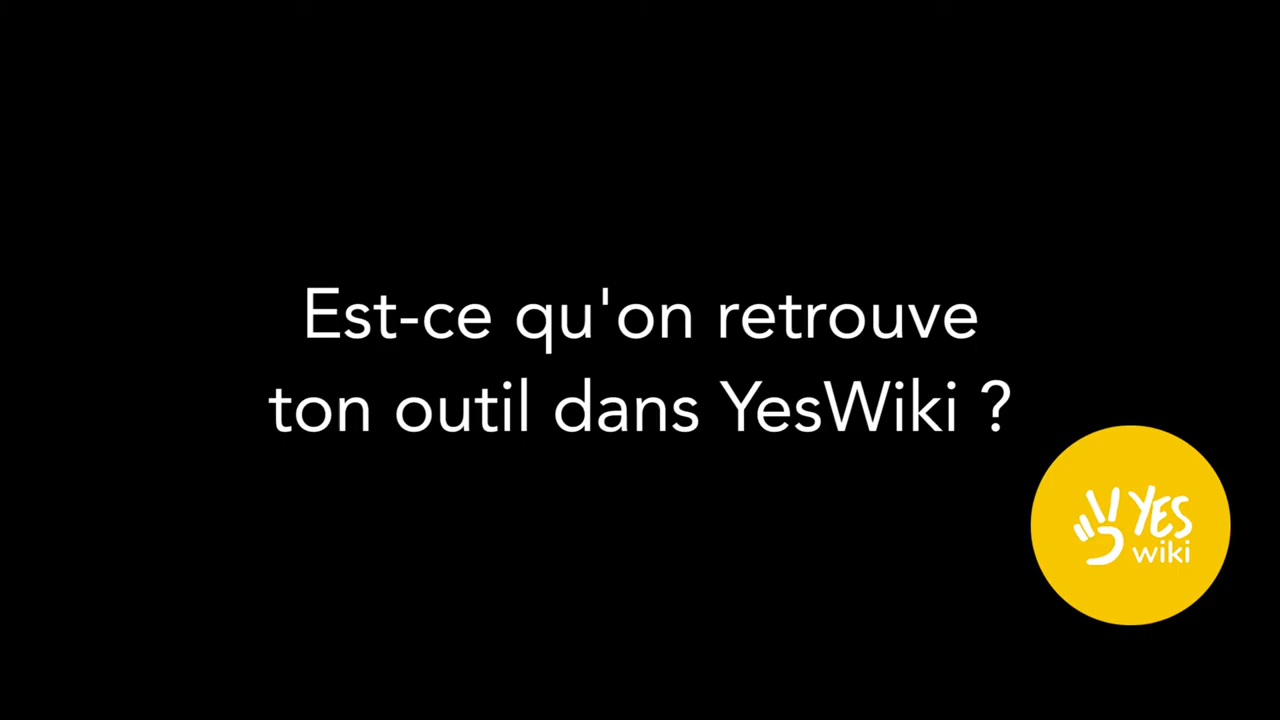 Est-ce qu'on retrouve
ton outil dans YesWiki ?
YES
wiki